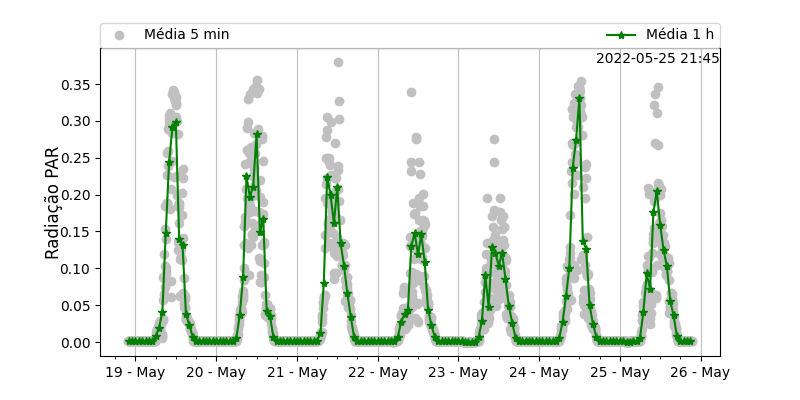 Média 5 min
Média 1 h
2022-05-25 21:45
Radiação PAR
0.35
0.30
0.25
0.20
0.15
0.10
0.05
0.00
19 - May
20 - May
21 - May
22 - May
23 - May
24 - May
25 - May
26 - May